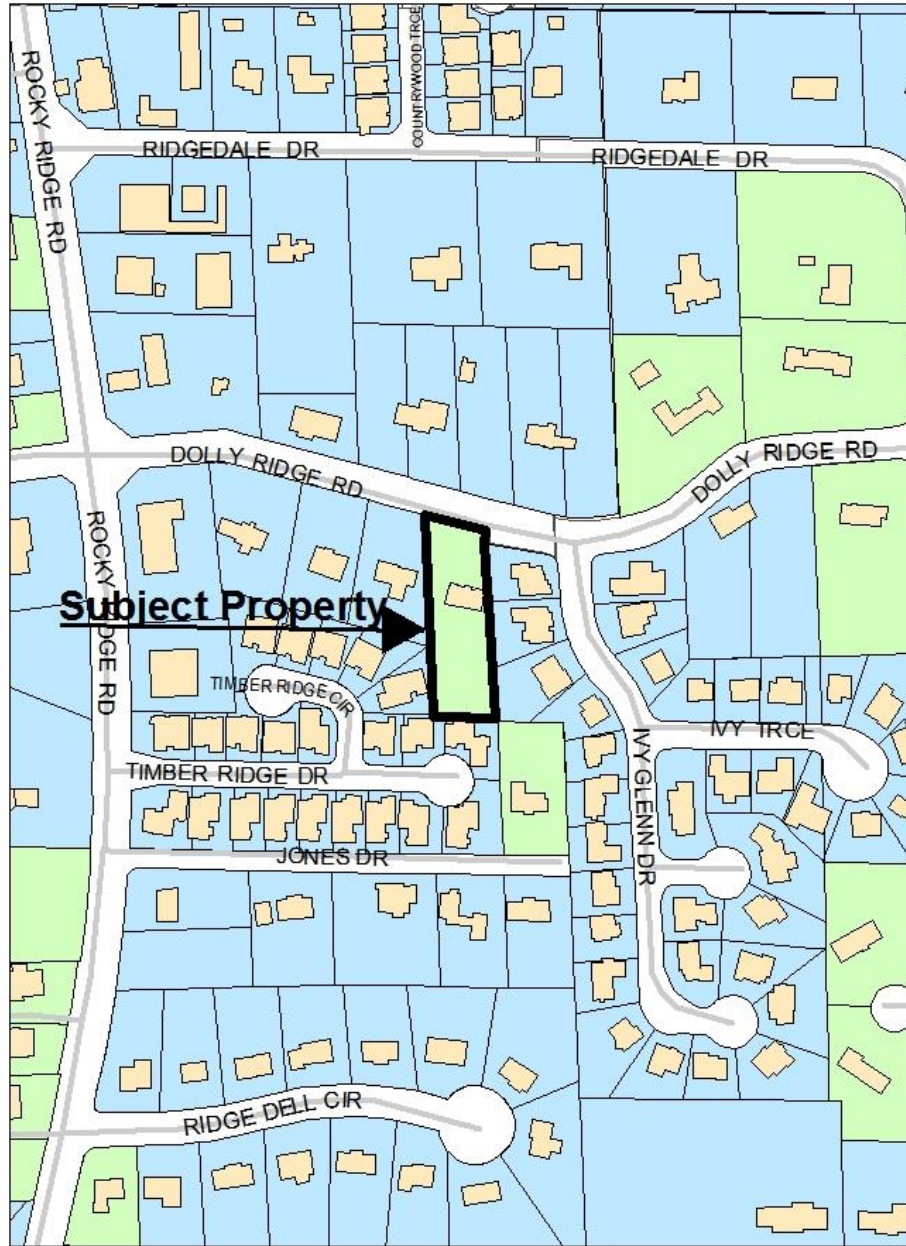 COUNTRYWOOD TRCE
ROCKY RIDGE RD
RIDGEDALE DR
RIDGEDALE DR
DOLLY RIDGE RD
DOLLY RIDGE RD
ROCKY RIDGE RD
Subject Property
TIMBER RIDGE CIR
IVY TRCE
IVY GLENN DR
TIMBER RIDGE DR
JONES DR
RIDGE DELL CIR